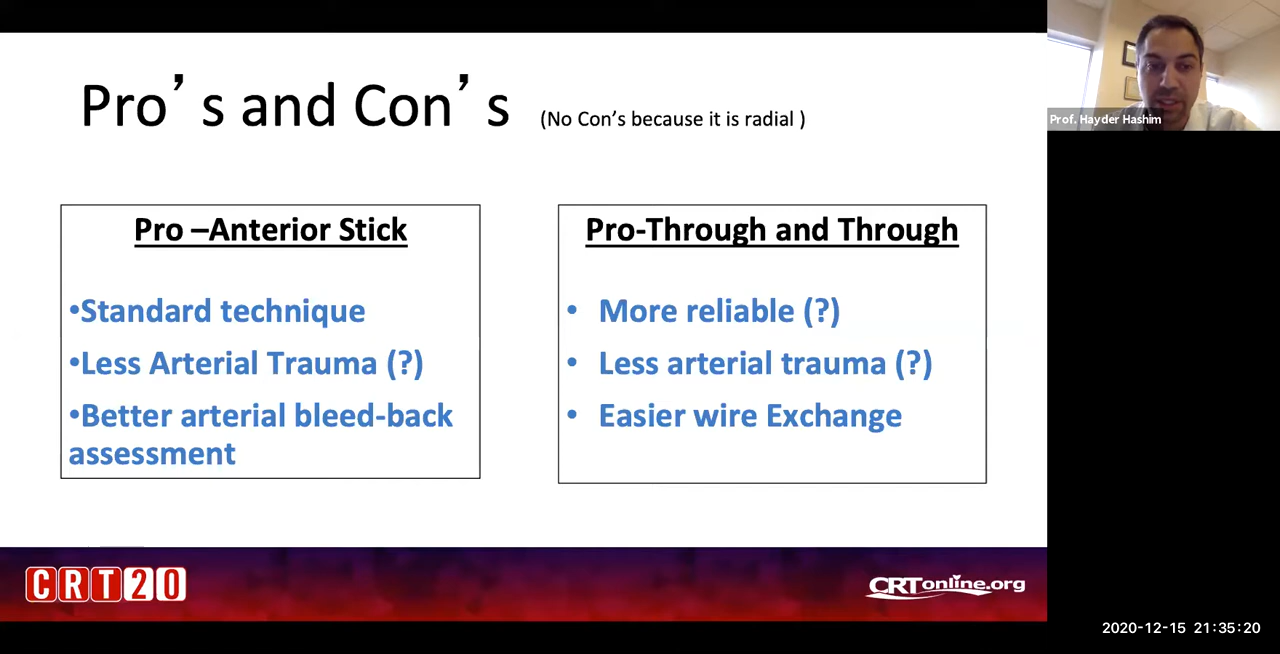 Pro’s and Con’s (No Con’s because it is radial )
Pro –Anterior Stick
•Standard technique
•Less Arterial Trauma (?)
•Better arterial bleed-back
assessment
Pro-Through and Through
• More reliable (?)
• Less arterial trauma (?)
• Easier wire Exchange
CRT20
CRTonline.org
Prof. Hayder Hashim
2020-12-15 21:35:20